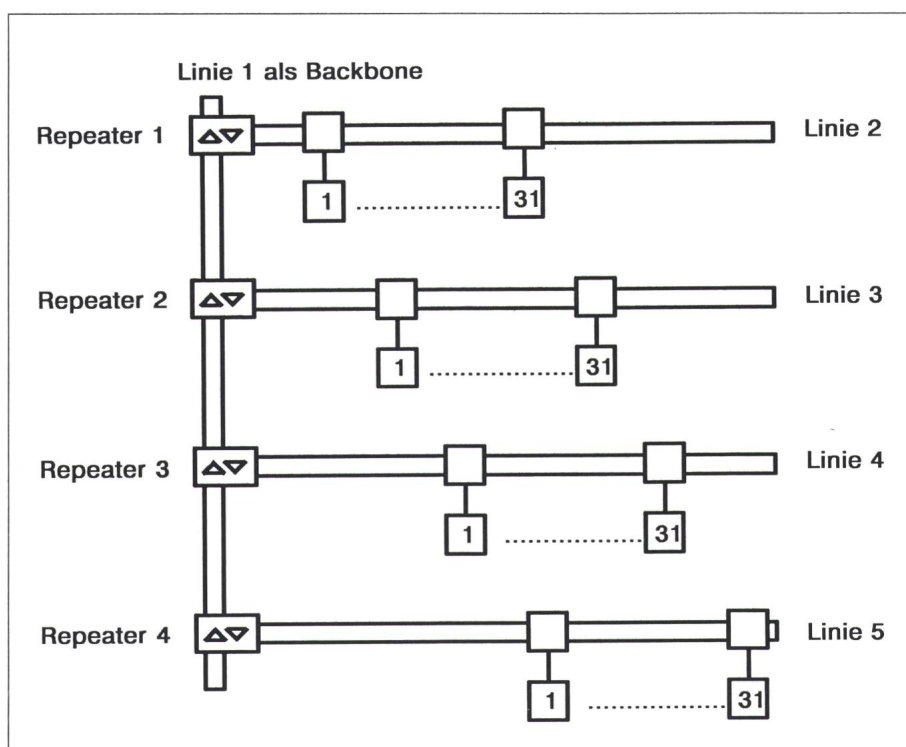 Linie 1 als Backbone
Repeater 1
Linie 2
1
31
Repeater 2
Linie 3
1
31
Repeater 3
Linie 4
1
31
Repeater 4
Linie 5
1
31